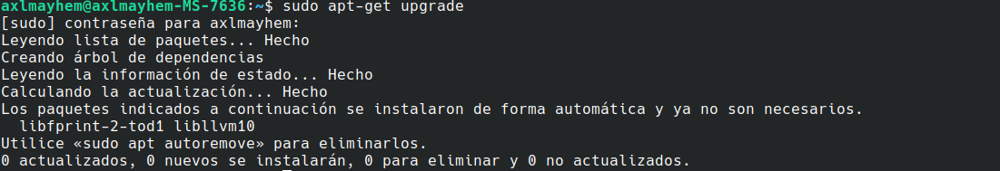 axlmayhem@axlmayhem-MS-7636:~$ sudo apt-get upgrade
[sudo] contraseña para axlmayhem:
Leyendo lista de paquetes... Hecho
Creando árbol de dependencias
Leyendo la información de estado... Hecho
Calculando la actualización... Hecho
Los paquetes indicados a continuación se instalaron de forma automática y ya no son necesarios.
  libfprint-2-tod1 libllvm10
Utilice «sudo apt autoremove» para eliminarlos.
0 actualizados, 0 nuevos se instalarán, 0 para eliminar y 0 no actualizados.